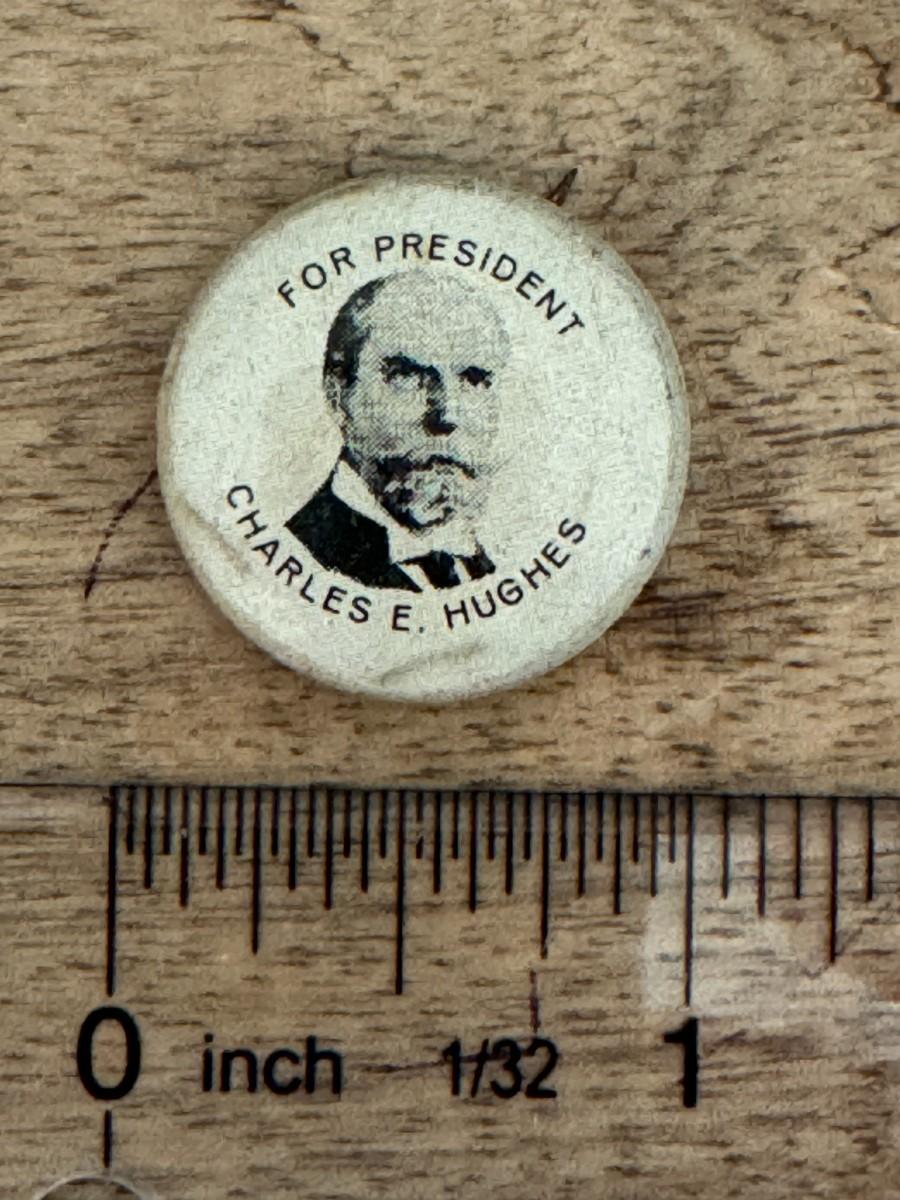 FOR PRESIDENT
CHARLES E. HUGHES
0 inch 1/32 1